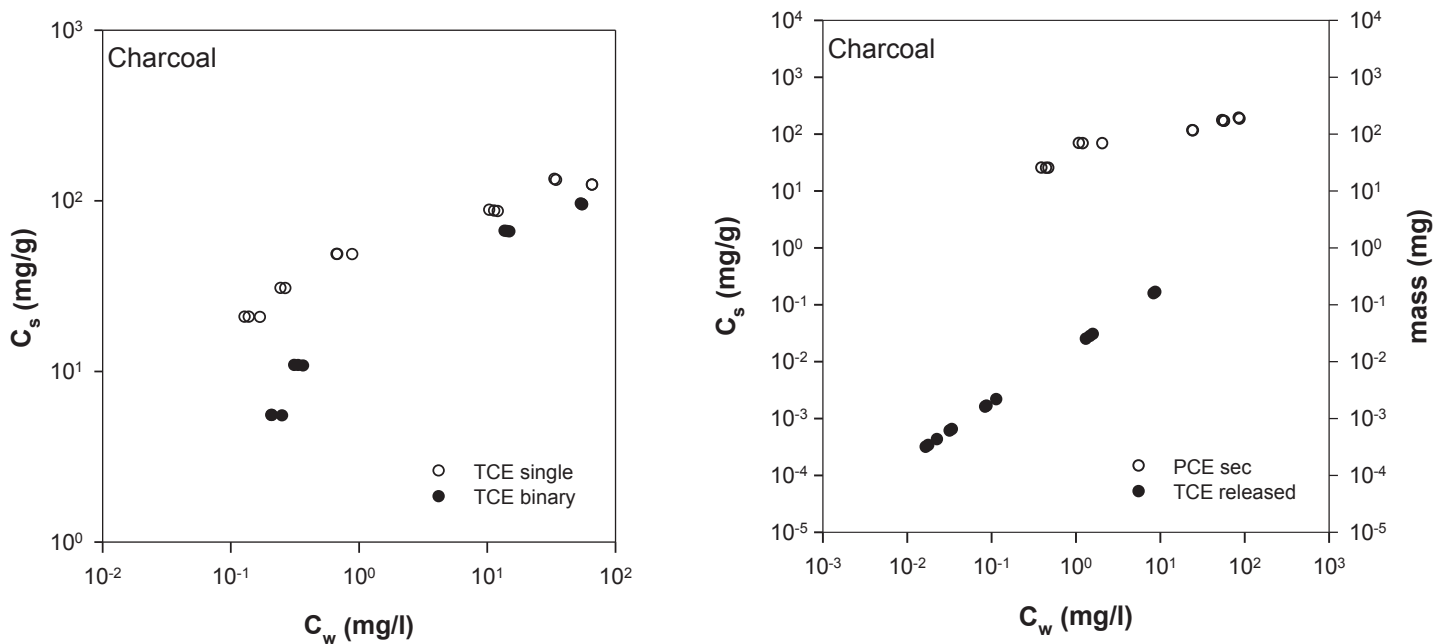 Charcoal
10³
10²
10¹
10⁰
C_s (mg/g)
TCE single
TCE binary
10⁻² 10⁻¹ 10⁰ 10¹ 10²
C_w (mg/l)
Charcoal
10⁴
10³
10²
10¹
10⁰
10⁻¹
10⁻²
10⁻³
10⁻⁴
10⁻⁵
C_s (mg/g)
PCE sec
TCE released
10⁴
10³
10²
10¹
10⁰
10⁻¹
10⁻²
10⁻³
10⁻⁴
10⁻⁵
mass (mg)
10⁻³ 10⁻² 10⁻¹ 10⁰ 10¹ 10² 10³
C_w (mg/l)